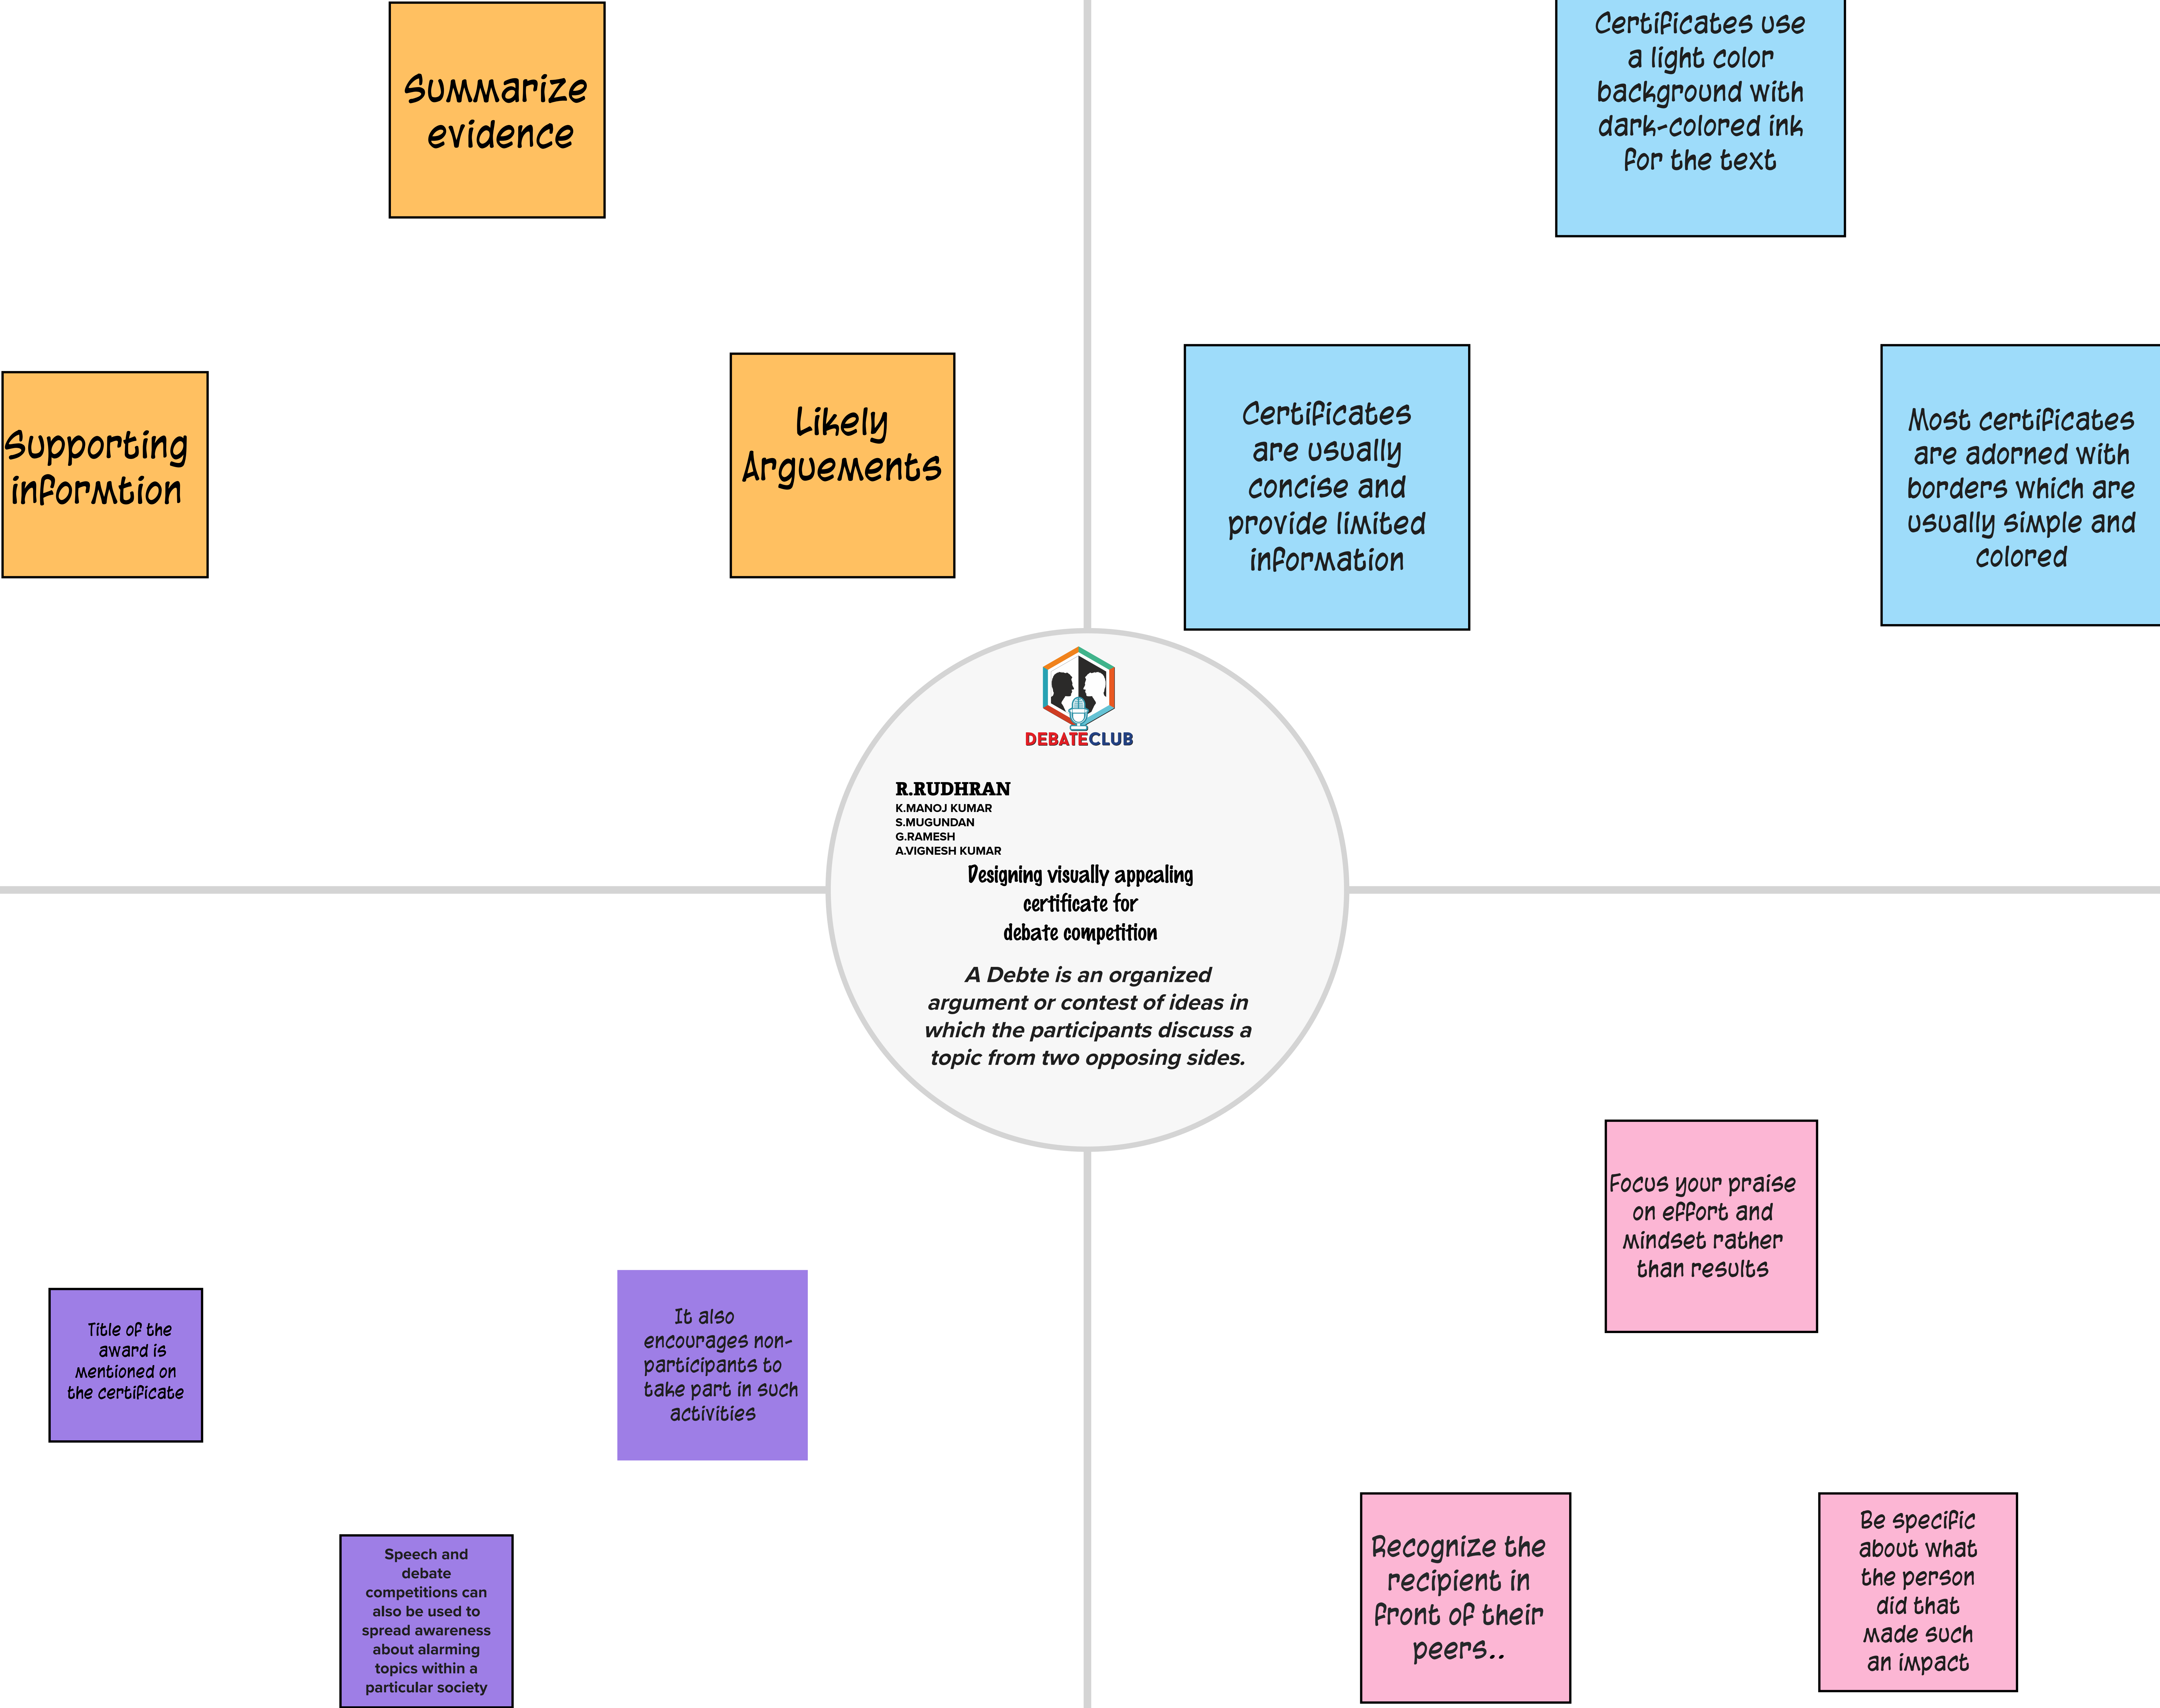 Summarize
evidence
Supporting
informtion
Likely
Arguements
Certificates use
a light color
background with
dark-colored ink
for the text
Certificates
are usually
concise and
provide limited
information
Most certificates
are adorned with
borders which are
usually simple and
colored
DEBATECLUB
R.RUDHRAN
K.MANOJ KUMAR
S.MUGUNDAN
G.RAMESH
A.VIGNESH KUMAR
Designing visually appealing
certificate for
debate competition
A Debte is an organized
argument or contest of ideas in
which the participants discuss a
topic from two opposing sides.
Title of the
award is
mentioned on
the certificate
It also
encourages non-
participants to
take part in such
activities
Speech and
debate
competitions can
also be used to
spread awareness
about alarming
topics within a
particular society
Focus your praise
on effort and
mindset rather
than results
Recognize the
recipient in
front of their
peers..
Be specific
about what
the person
did that
made such
an impact